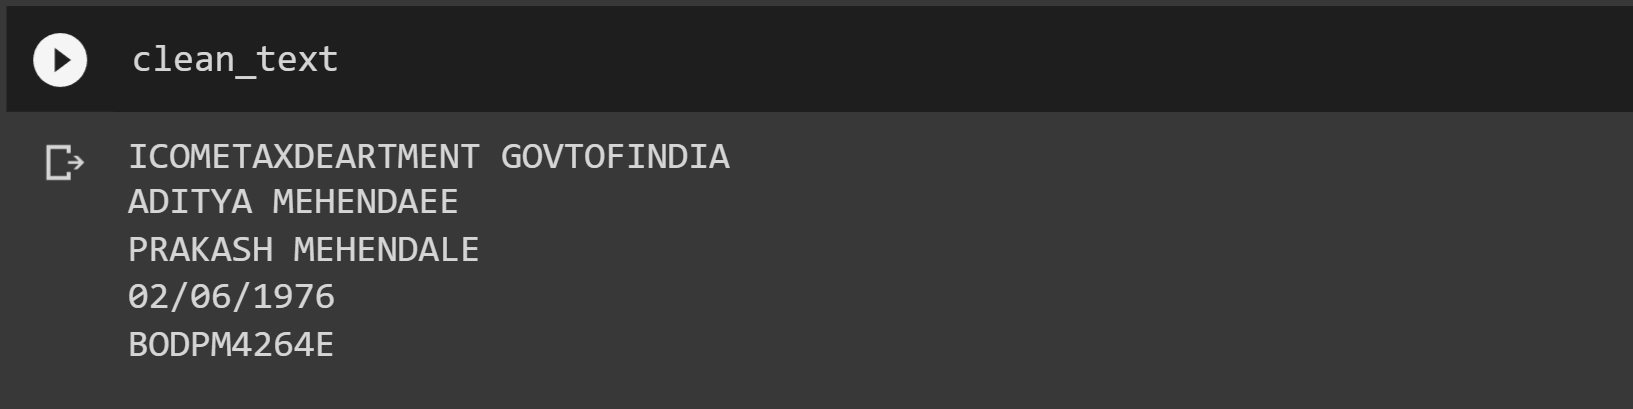 clean_text
ICOMETAXDEARTMENT GOVTOFINDIA
ADITYA MEHENDAEE
PRAKASH MEHENDALE
02/06/1976
BODPM4264E